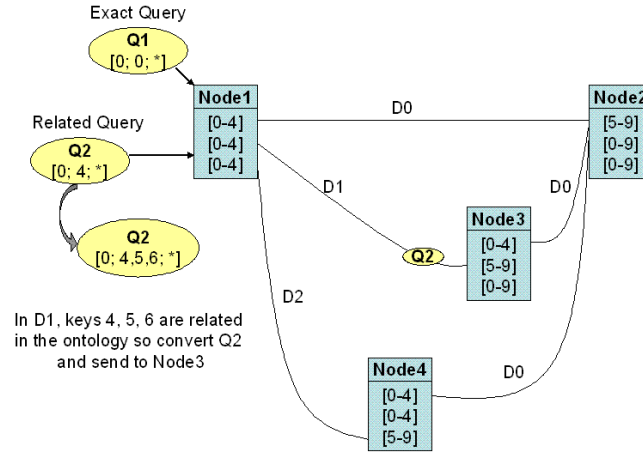 Exact Query
Q1
[0; 0; *]
Related Query
Q2
[0; 4; *]
Q2
[0; 4,5,6; *]
In D1, keys 4, 5, 6 are related
in the ontology so convert Q2
and send to Node3
Node1
[0-4]
[0-4]
[0-4]
D0
Node2
[5-9]
[0-9]
[0-9]
D1
Q2
D0
Node3
[0-4]
[5-9]
[0-9]
D2
Node4
[0-4]
[0-4]
[5-9]
D0